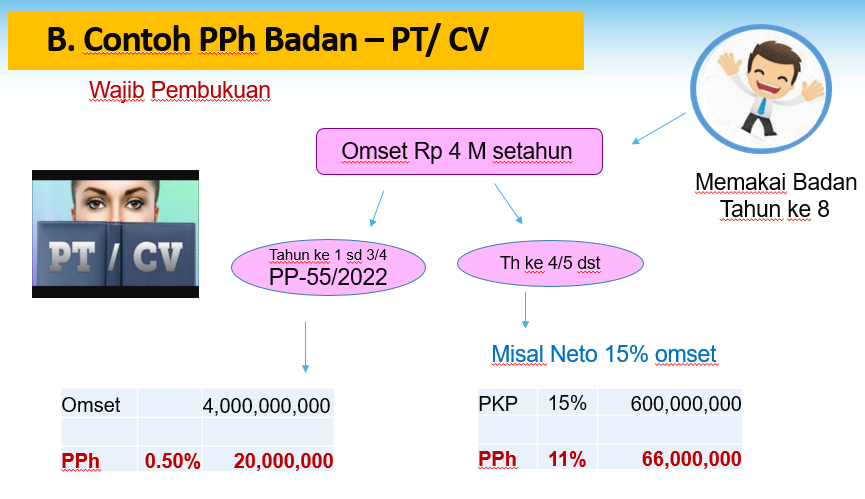 B. Contoh PPh Badan – PT/ CV
Wajib Pembukuan
Omset Rp 4 M setahun
Memakai Badan
Tahun ke 8
PT / CV
Tahun ke 1 sd 3/4
PP-55/2022
Th ke 4/5 dst
Misal Neto 15% omset
Omset 4,000,000,000
PPh 0.50% 20,000,000
PKP 15% 600,000,000
PPh 11% 66,000,000